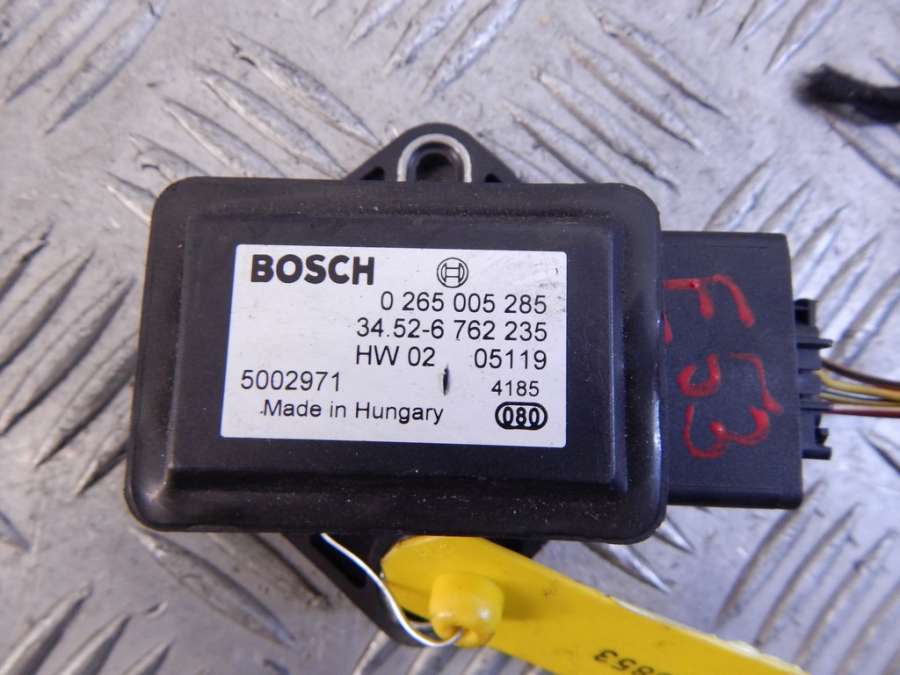 BOSCH
0 265 005 285
34.52-6 762 235
HW 02 05119
5002971 4185
Made in Hungary 080
E53